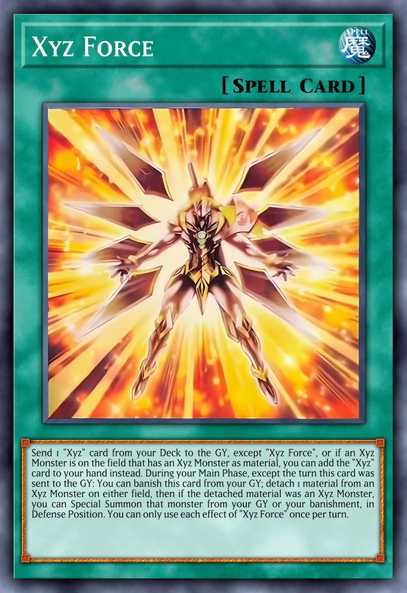 Xyz Force
SPELL
魔
[Spell Card]
Send 1 "Xyz" card from your Deck to the GY, except "Xyz Force", or if an Xyz
Monster is on the field that has an Xyz Monster as material, you can add the "Xyz"
card to your hand instead. During your Main Phase, except the turn this card was
sent to the GY: You can banish this card from your GY; detach 1 material from an
Xyz Monster on either field, then if the detached material was an Xyz Monster,
you can Special Summon that monster from your GY or your banishment, in
Defense Position. You can only use each effect of "Xyz Force" once per turn.